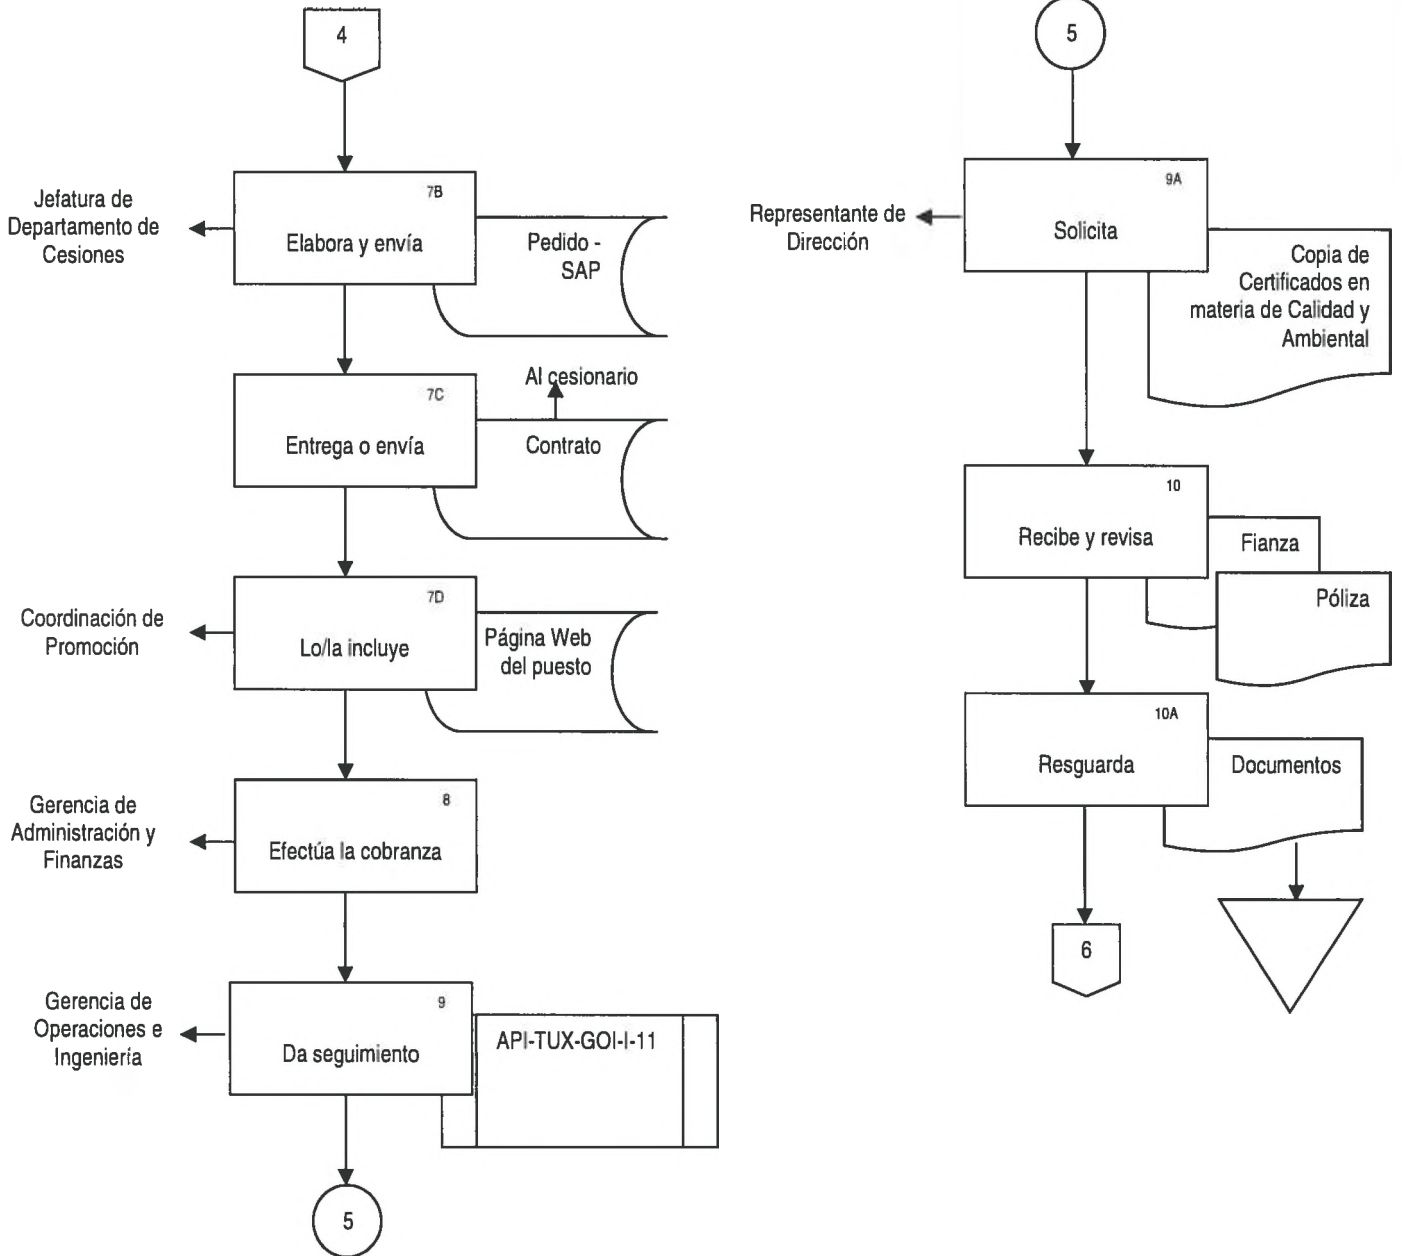 4
7B
Jefatura de
Departamento de
Cesiones
Elabora y envía
Pedido -
SAP
Al cesionario
7C
Entrega o envía
Contrato
7D
Coordinación de
Promoción
Lo/la incluye
Página Web
del puesto
8
Gerencia de
Administración y
Finanzas
Efectúa la cobranza
9
Gerencia de
Operaciones e
Ingeniería
Da seguimiento
API-TUX-GOI-I-11
5
5
9A
Representante de
Dirección
Solicita
Copia de
Certificados en
materia de Calidad y
Ambiental
10
Recibe y revisa
Fianza
Póliza
10A
Resguarda
Documentos
6